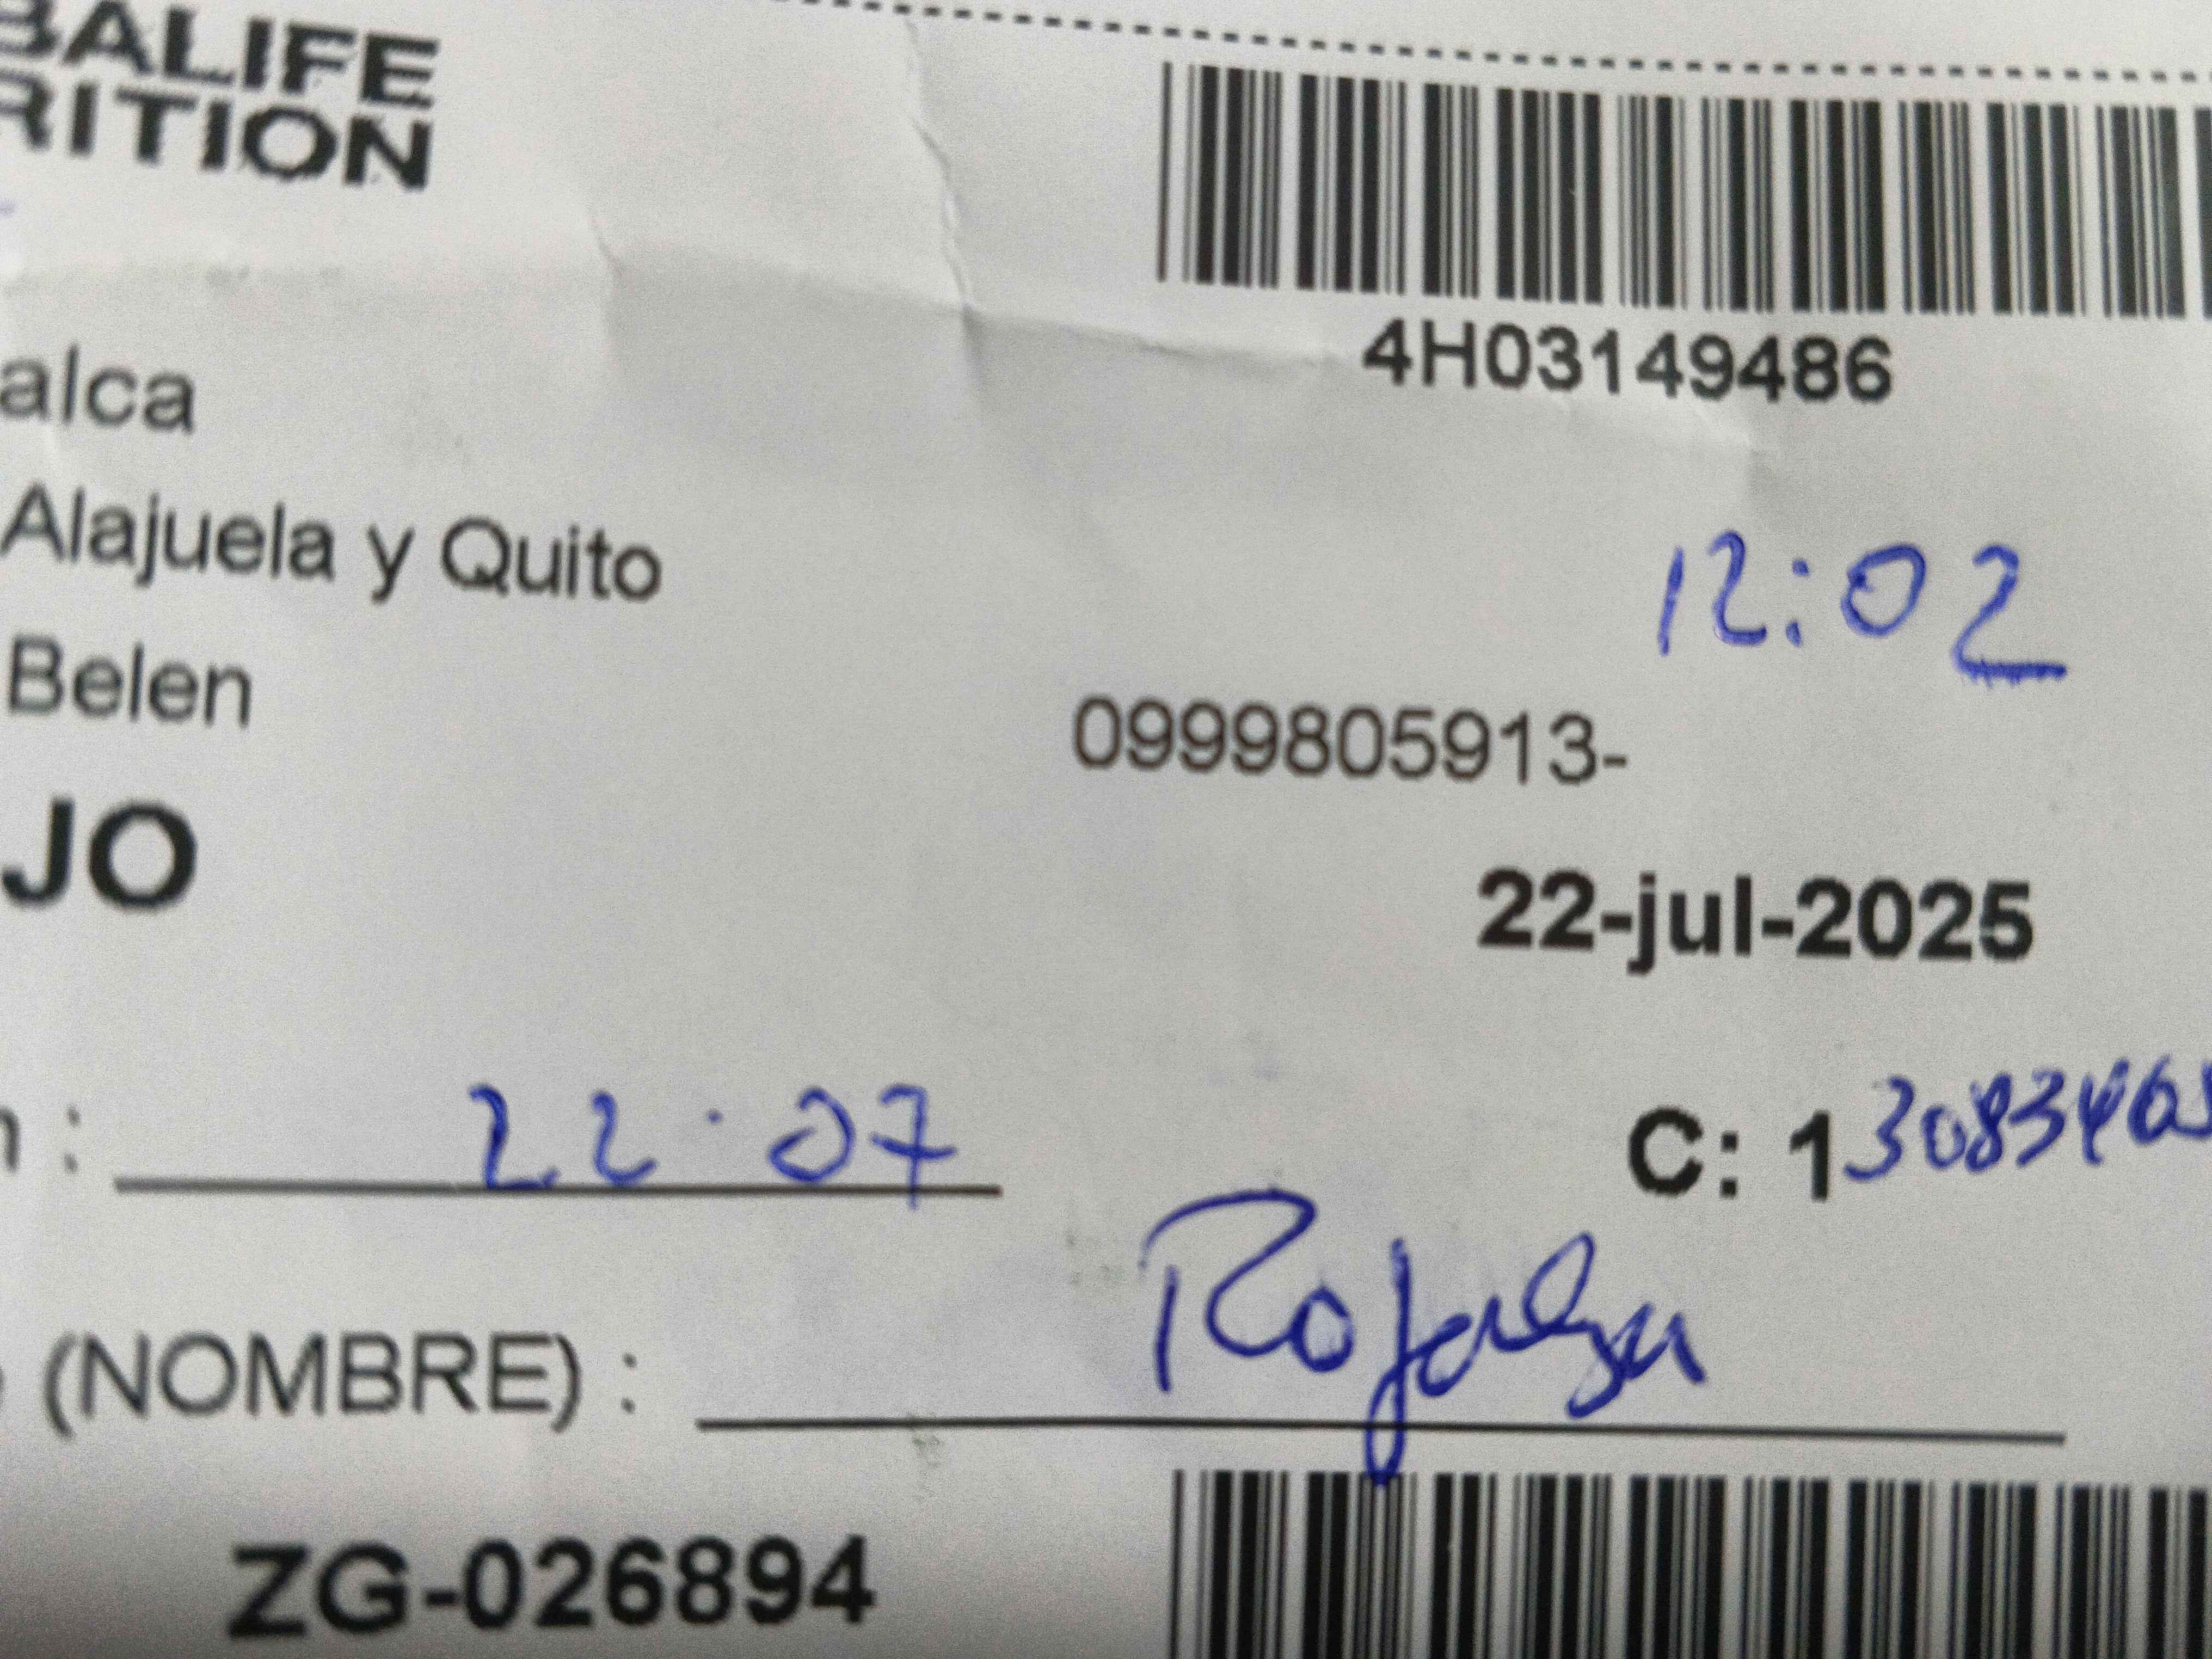 BALIFE
RITION
4H03149486
alca
Alajuela y Quito
12:02
Belen
0999805913-
JO
22-jul-2025
22.07
C: 1308346
(NOMBRE) :
ZG-026894